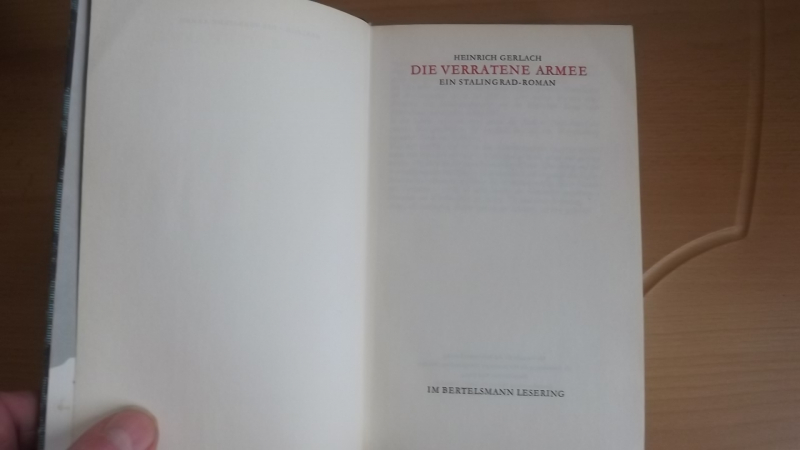 HEINRICH GERLACH
DIE VERRATENE ARMEE
EIN STALINGRAD-ROMAN
IM BERTELSMANN LESERING